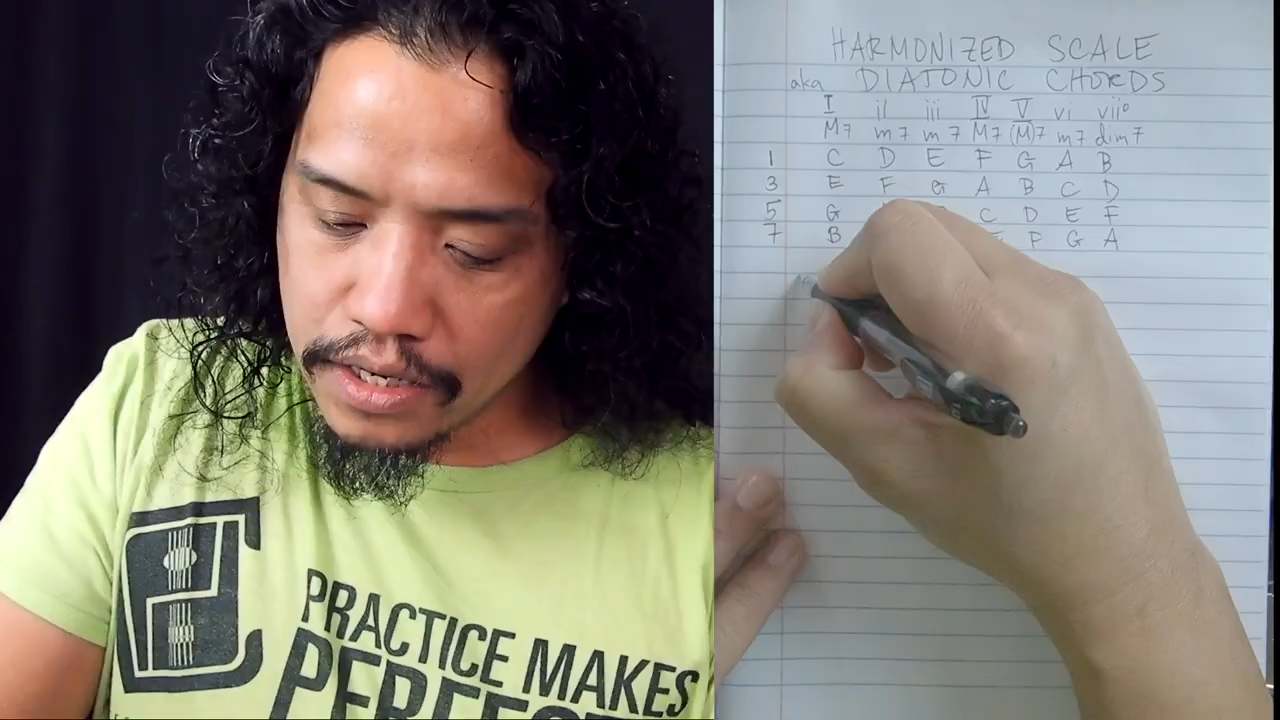 HARMONIZED SCALE
aka DIATONIC CHORDS
I ii iii IV V vi vii°
M7 m7 m7 M7 (M)7 m7 dim7
1 C D E F G A B
3 E F G A B C D
5 G C D E F
7 B F G A
PRACTICE MAKES